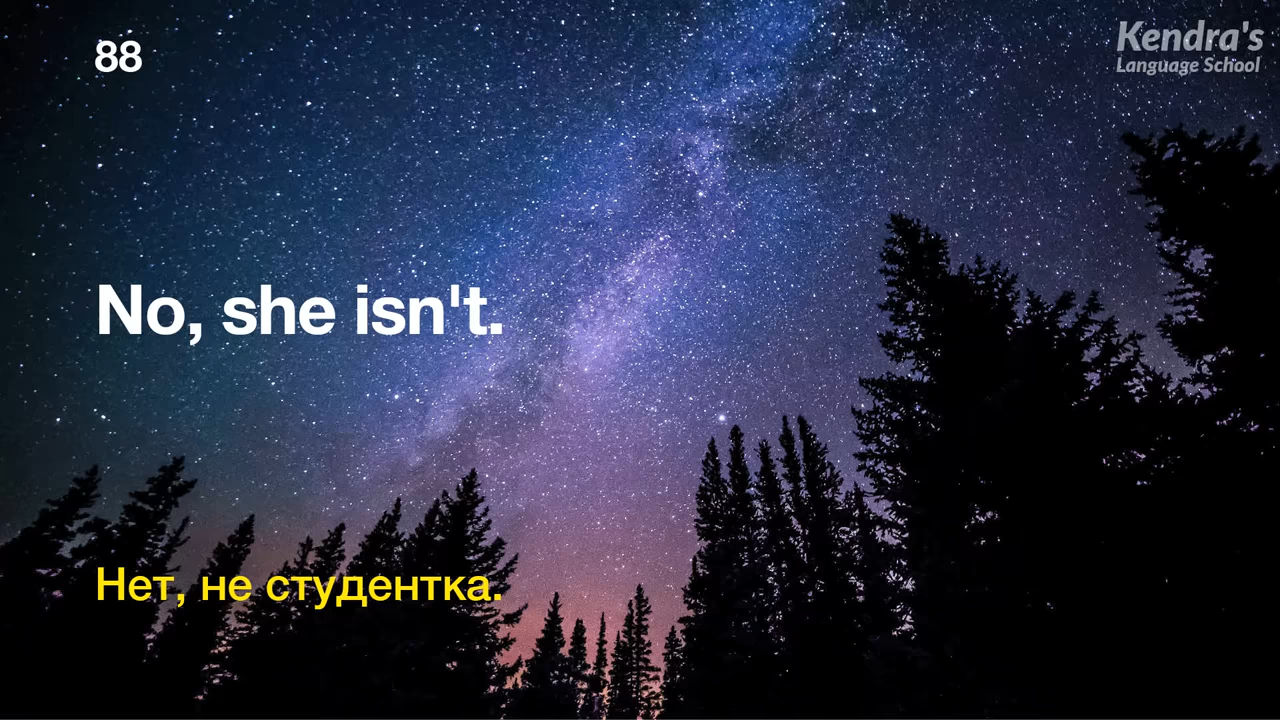 88
Kendra's
Language School
No, she isn't.
Нет, не студентка.